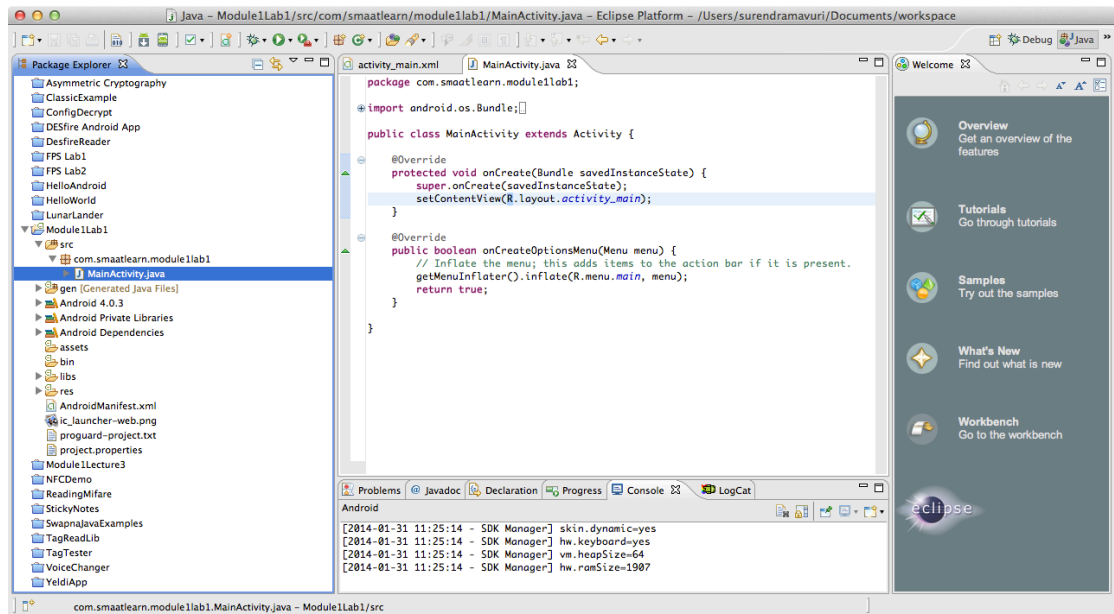 Java – Module1Lab1/src/com/smaatlearn/module1lab1/MainActivity.java – Eclipse Platform – /Users/surendramavuri/Documents/workspace
Debug
Java
»
Package Explorer
Asymmetric Cryptography
ClassicExample
ConfigDecrypt
DESfire Android App
DesfireReader
FPS Lab1
FPS Lab2
HelloAndroid
HelloWorld
LunarLander
Module1Lab1
src
com.smaatlearn.module1lab1
MainActivity.java
gen [Generated Java Files]
Android 4.0.3
Android Private Libraries
Android Dependencies
assets
bin
libs
res
AndroidManifest.xml
ic_launcher-web.png
proguard-project.txt
project.properties
Module1Lecture3
NFCDemo
ReadingMifare
StickyNotes
SwapnaJavaExamples
TagReadLib
TagTester
VoiceChanger
YeldiApp
activity_main.xml
MainActivity.java
package com.smaatlearn.module1lab1;
import android.os.Bundle;
public class MainActivity extends Activity {
@Override
protected void onCreate(Bundle savedInstanceState) {
super.onCreate(savedInstanceState);
setContentView(R.layout.activity_main);
}
@Override
public boolean onCreateOptionsMenu(Menu menu) {
// Inflate the menu; this adds items to the action bar if it is present.
getMenuInflater().inflate(R.menu.main, menu);
return true;
}
}
Problems
@ Javadoc
Declaration
Progress
Console
LogCat
Android
[2014-01-31 11:25:14 - SDK Manager] skin.dynamic=yes
[2014-01-31 11:25:14 - SDK Manager] hw.keyboard=yes
[2014-01-31 11:25:14 - SDK Manager] vm.heapSize=64
[2014-01-31 11:25:14 - SDK Manager] hw.ramSize=1907
Welcome
Overview
Get an overview of the
features
Tutorials
Go through tutorials
Samples
Try out the samples
What's New
Find out what is new
Workbench
Go to the workbench
eclipse
com.smaatlearn.module1lab1.MainActivity.java – Module1Lab1/src